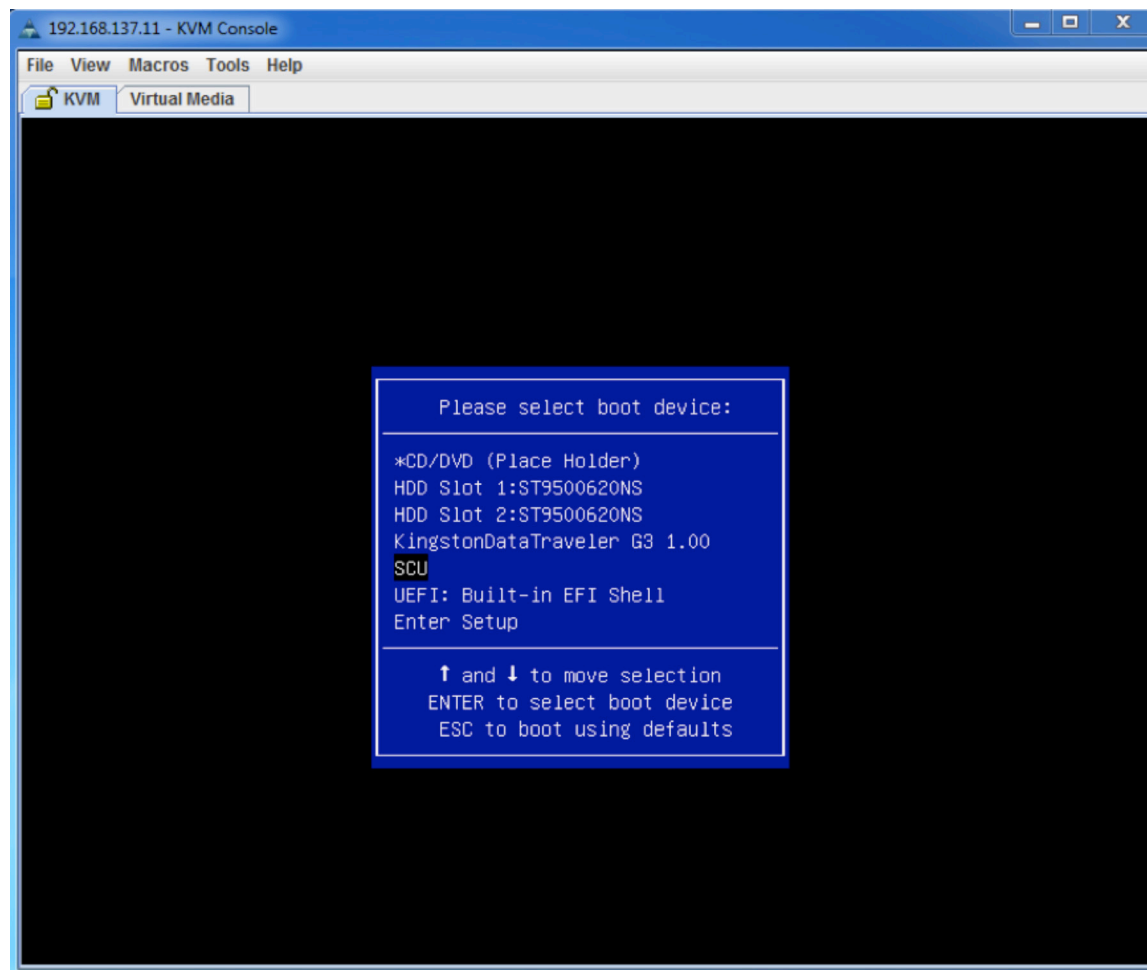 192.168.137.11 - KVM Console
File View Macros Tools Help
KVM Virtual Media
Please select boot device:
*CD/DVD (Place Holder)
HDD Slot 1:ST9500620NS
HDD Slot 2:ST9500620NS
KingstonDataTraveler G3 1.00
SCU
UEFI: Built-in EFI Shell
Enter Setup
↑ and ↓ to move selection
ENTER to select boot device
ESC to boot using defaults